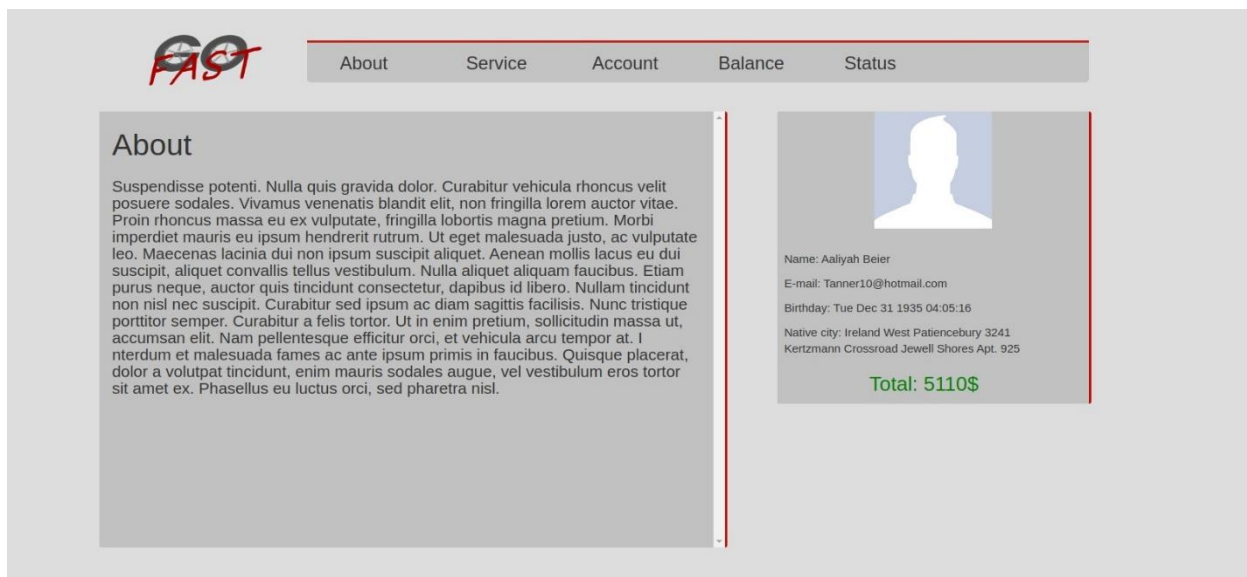 GO
FAST
About
Service
Account
Balance
Status
About
Suspendisse potenti. Nulla quis gravida dolor. Curabitur vehicula rhoncus velit
posuere sodales. Vivamus venenatis blandit elit, non fringilla lorem auctor vitae.
Proin rhoncus massa eu ex vulputate, fringilla lobortis magna pretium. Morbi
imperdiet mauris eu ipsum hendrerit rutrum. Ut eget malesuada justo, ac vulputate
leo. Maecenas lacinia dui non ipsum suscipit aliquet. Aenean mollis lacus eu dui
suscipit, aliquet convallis tellus vestibulum. Nulla aliquet aliquam faucibus. Etiam
purus neque, auctor quis tincidunt consectetur, dapibus id libero. Nullam tincidunt
non nisl nec suscipit. Curabitur sed ipsum ac diam sagittis facilisis. Nunc tristique
porttitor semper. Curabitur a felis tortor. Ut in enim pretium, sollicitudin massa ut,
accumsan elit. Nam pellentesque efficitur orci, et vehicula arcu tempor at. I
nterdum et malesuada fames ac ante ipsum primis in faucibus. Quisque placerat,
dolor a volutpat tincidunt, enim mauris sodales augue, vel vestibulum eros tortor
sit amet ex. Phasellus eu luctus orci, sed pharetra nisl.
Name: Aaliyah Beier
E-mail: Tanner10@hotmail.com
Birthday: Tue Dec 31 1935 04:05:16
Native city: Ireland West Patiencebury 3241
Kertzmann Crossroad Jewell Shores Apt. 925
Total: 5110$